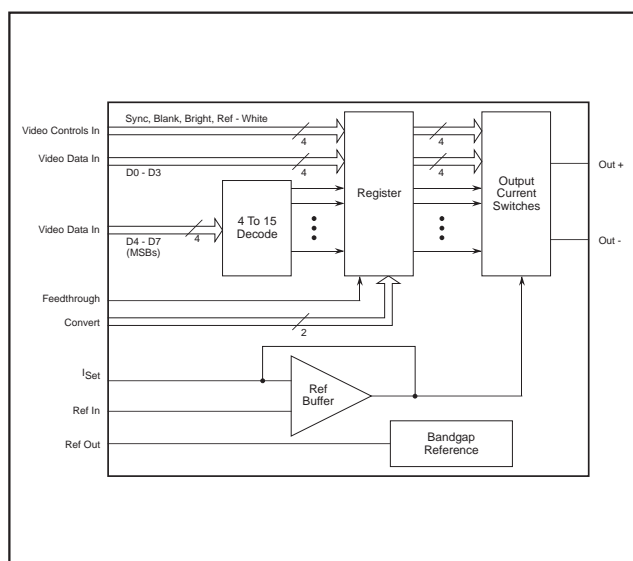 Sync, Blank, Bright, Ref - White
Video Controls In
4
4
Video Data In
4
4
D0 - D3
Register
Output
Current
Switches
Out +
Out -
4 To 15
Decode
Video Data In
4
D4 - D7
(MSBs)
Feedthrough
Convert
2
ISet
Ref
Buffer
Ref In
Ref Out
Bandgap
Reference